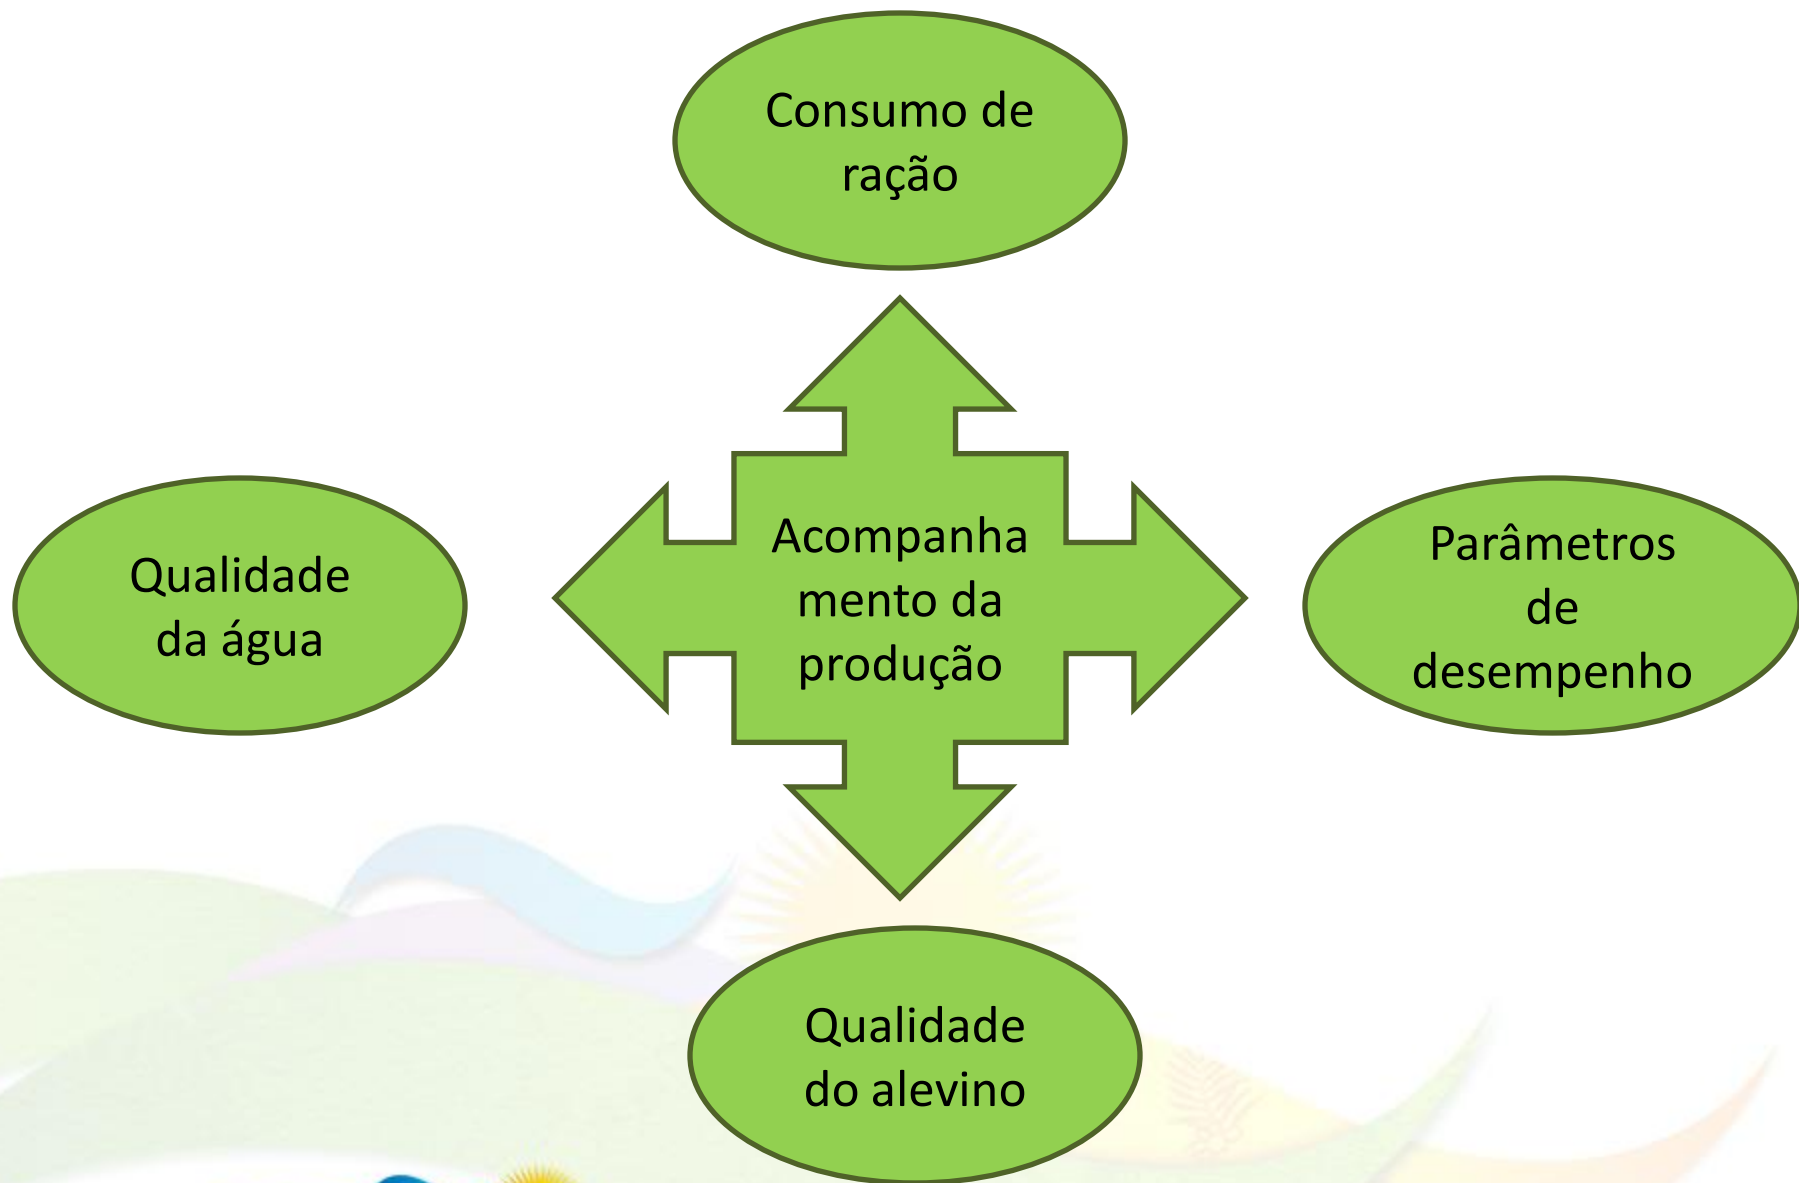 Consumo de
ração
Qualidade
da água
Acompanha
mento da
produção
Parâmetros
de
desempenho
Qualidade
do alevino